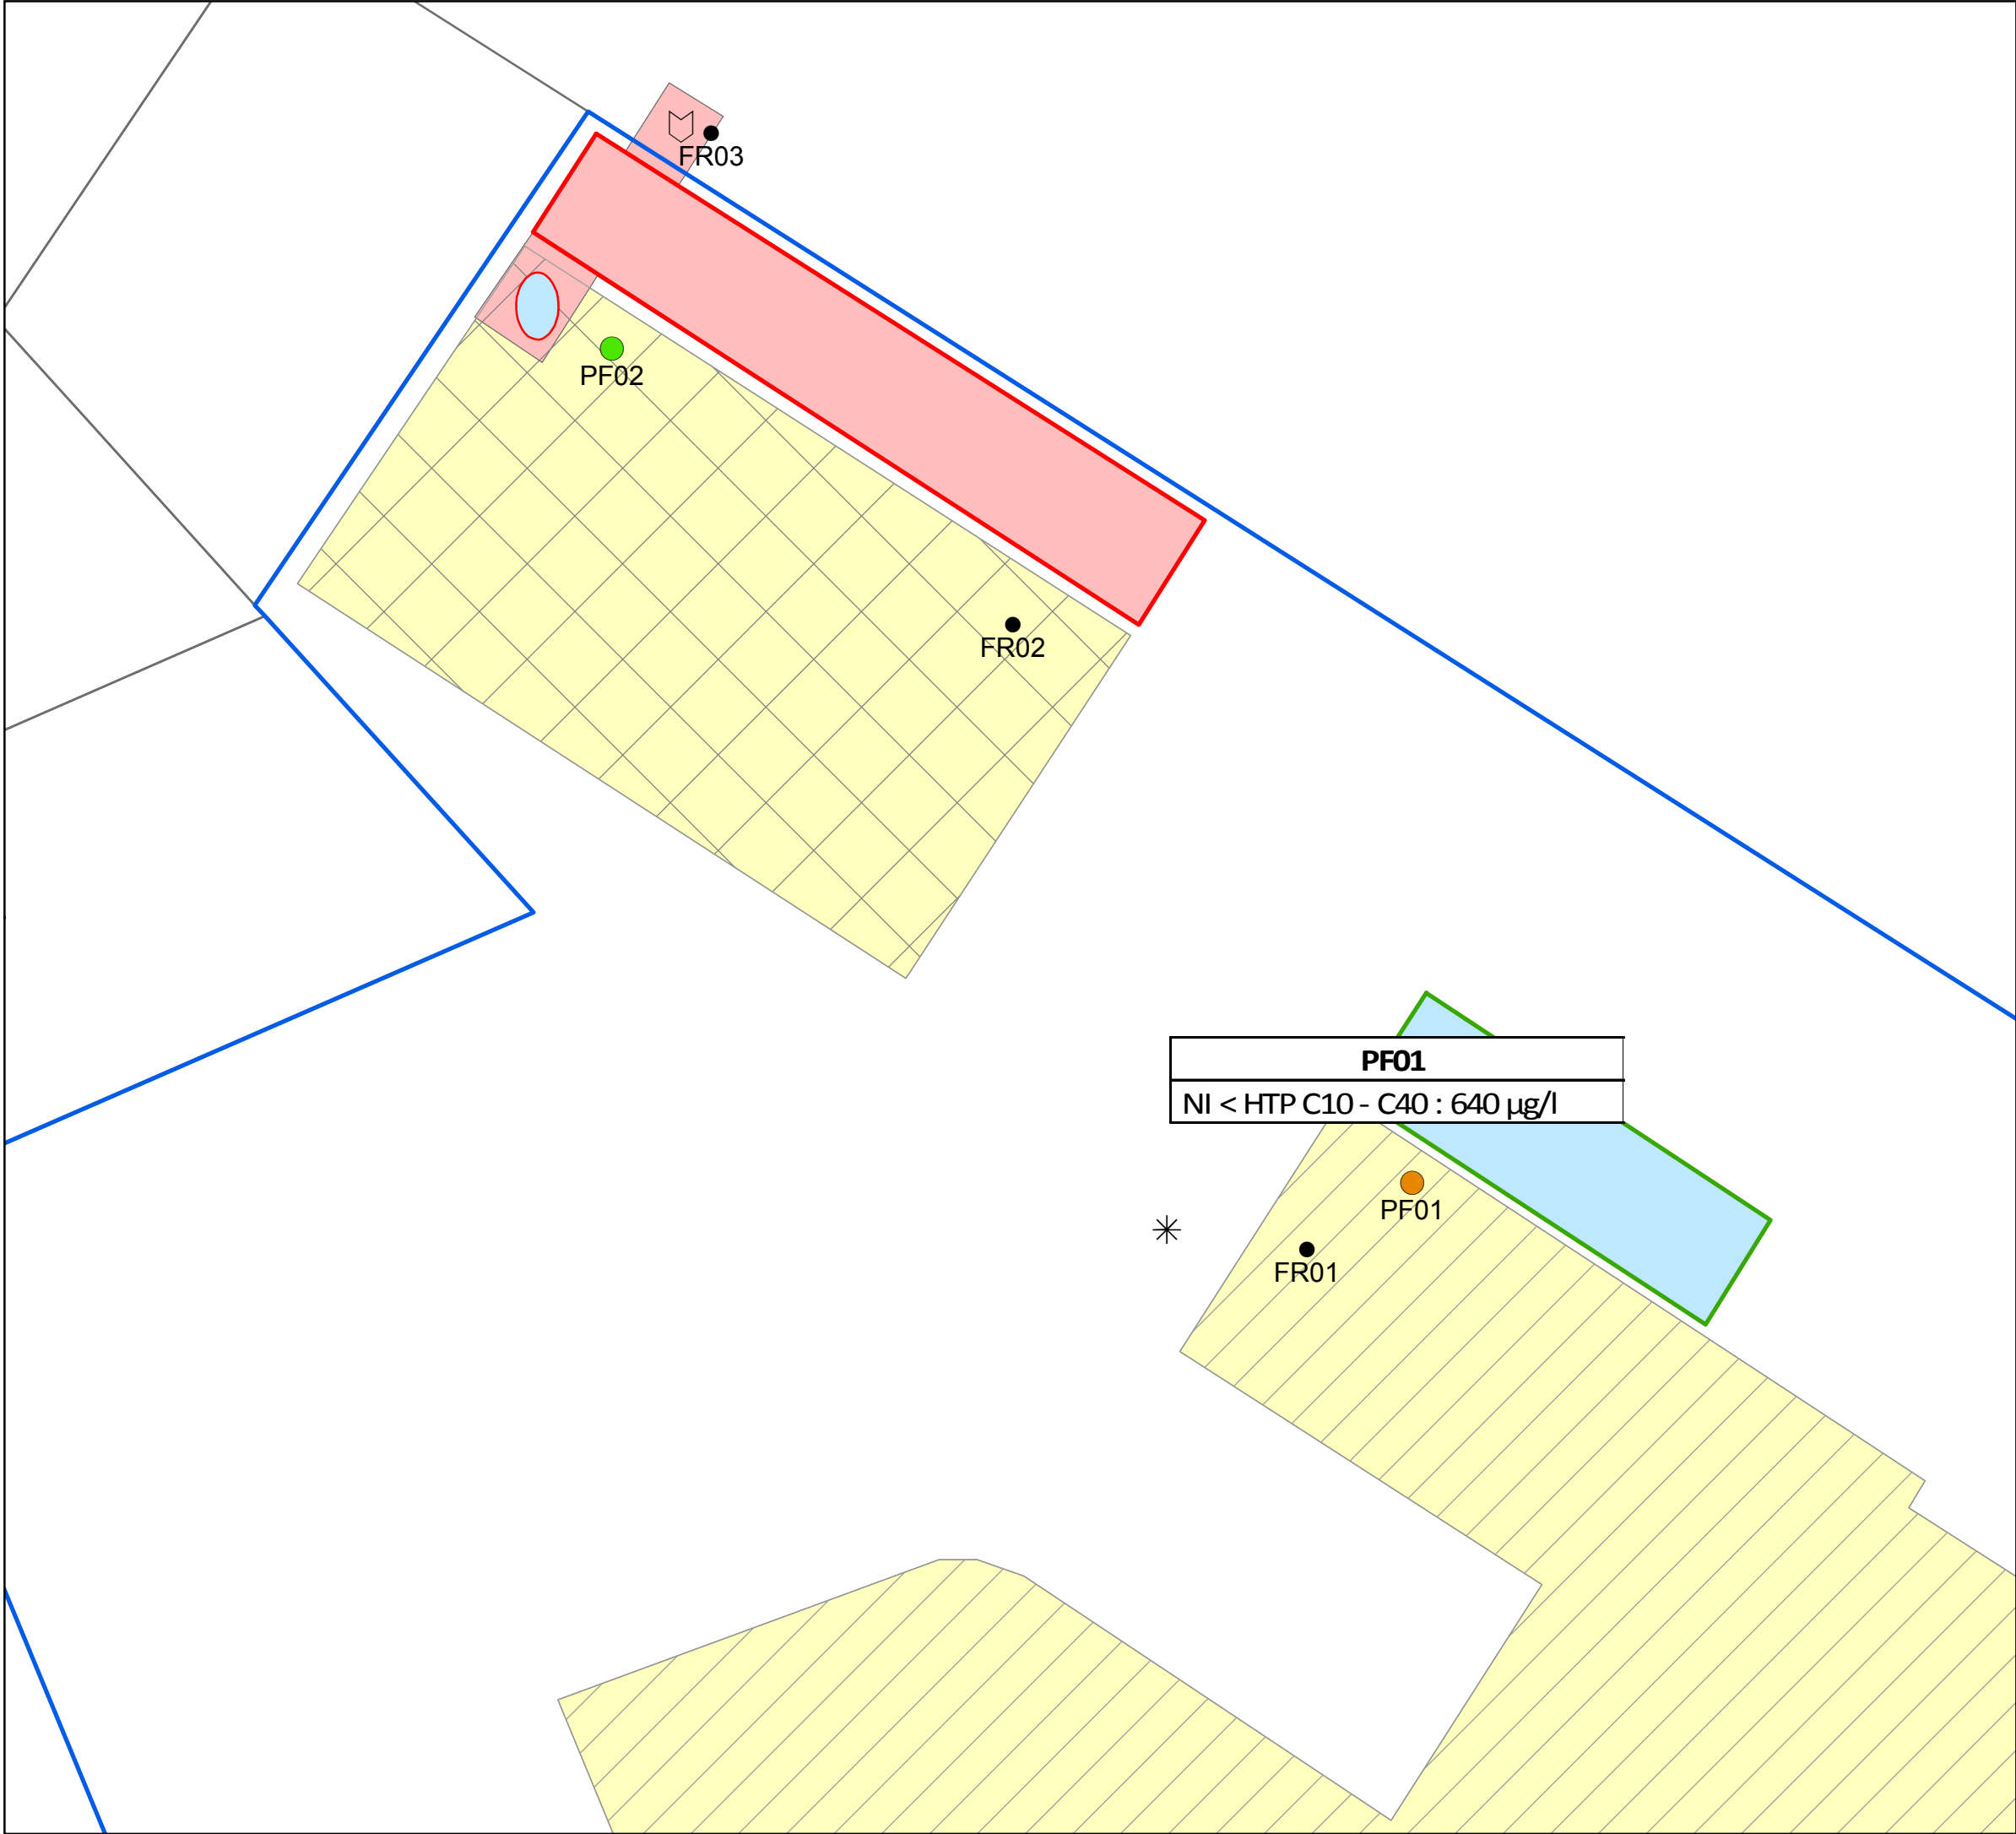 FR03
PF02
FR02
PF01
NI < HTP C10 - C40 : 640 µg/l
PF01
FR01